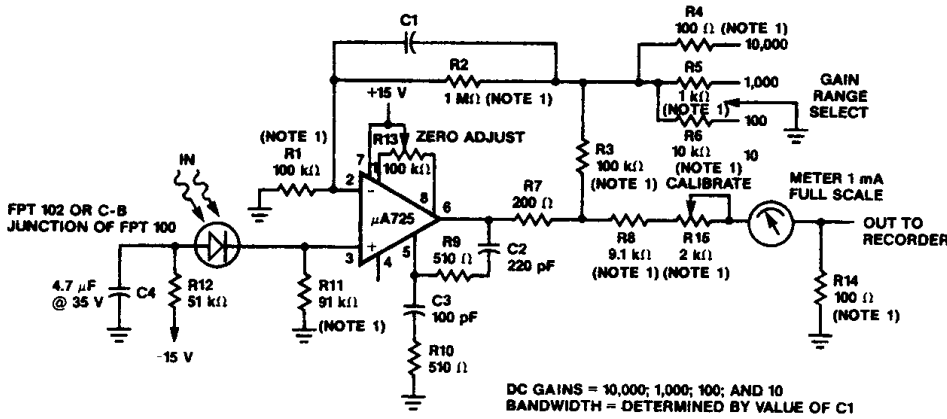 C1
R2
1 MΩ (NOTE 1)
+15 V
R4
100 Ω (NOTE 1)
10,000
R5
1 kΩ
(NOTE 1)
1,000
R6
10 kΩ
(NOTE 1)
100
10
GAIN
RANGE
SELECT
(NOTE 1)
R1
100 kΩ
R13
100 kΩ
ZERO ADJUST
7
1
2
-
8
μA725
6
+
3
4
5
IN
FPT 102 OR C-B
JUNCTION OF FPT 100
4.7 μF
@ 35 V
C4
R12
51 kΩ
-15 V
R11
91 kΩ
(NOTE 1)
R9
510 Ω
C2
220 pF
C3
100 pF
R10
510 Ω
R7
200 Ω
R3
100 kΩ
(NOTE 1)
R8
9.1 kΩ
(NOTE 1)
CALIBRATE
R15
2 kΩ
(NOTE 1)
METER 1 mA
FULL SCALE
OUT TO
RECORDER
R14
100 Ω
(NOTE 1)
DC GAINS = 10,000; 1,000; 100; AND 10
BANDWIDTH = DETERMINED BY VALUE OF C1